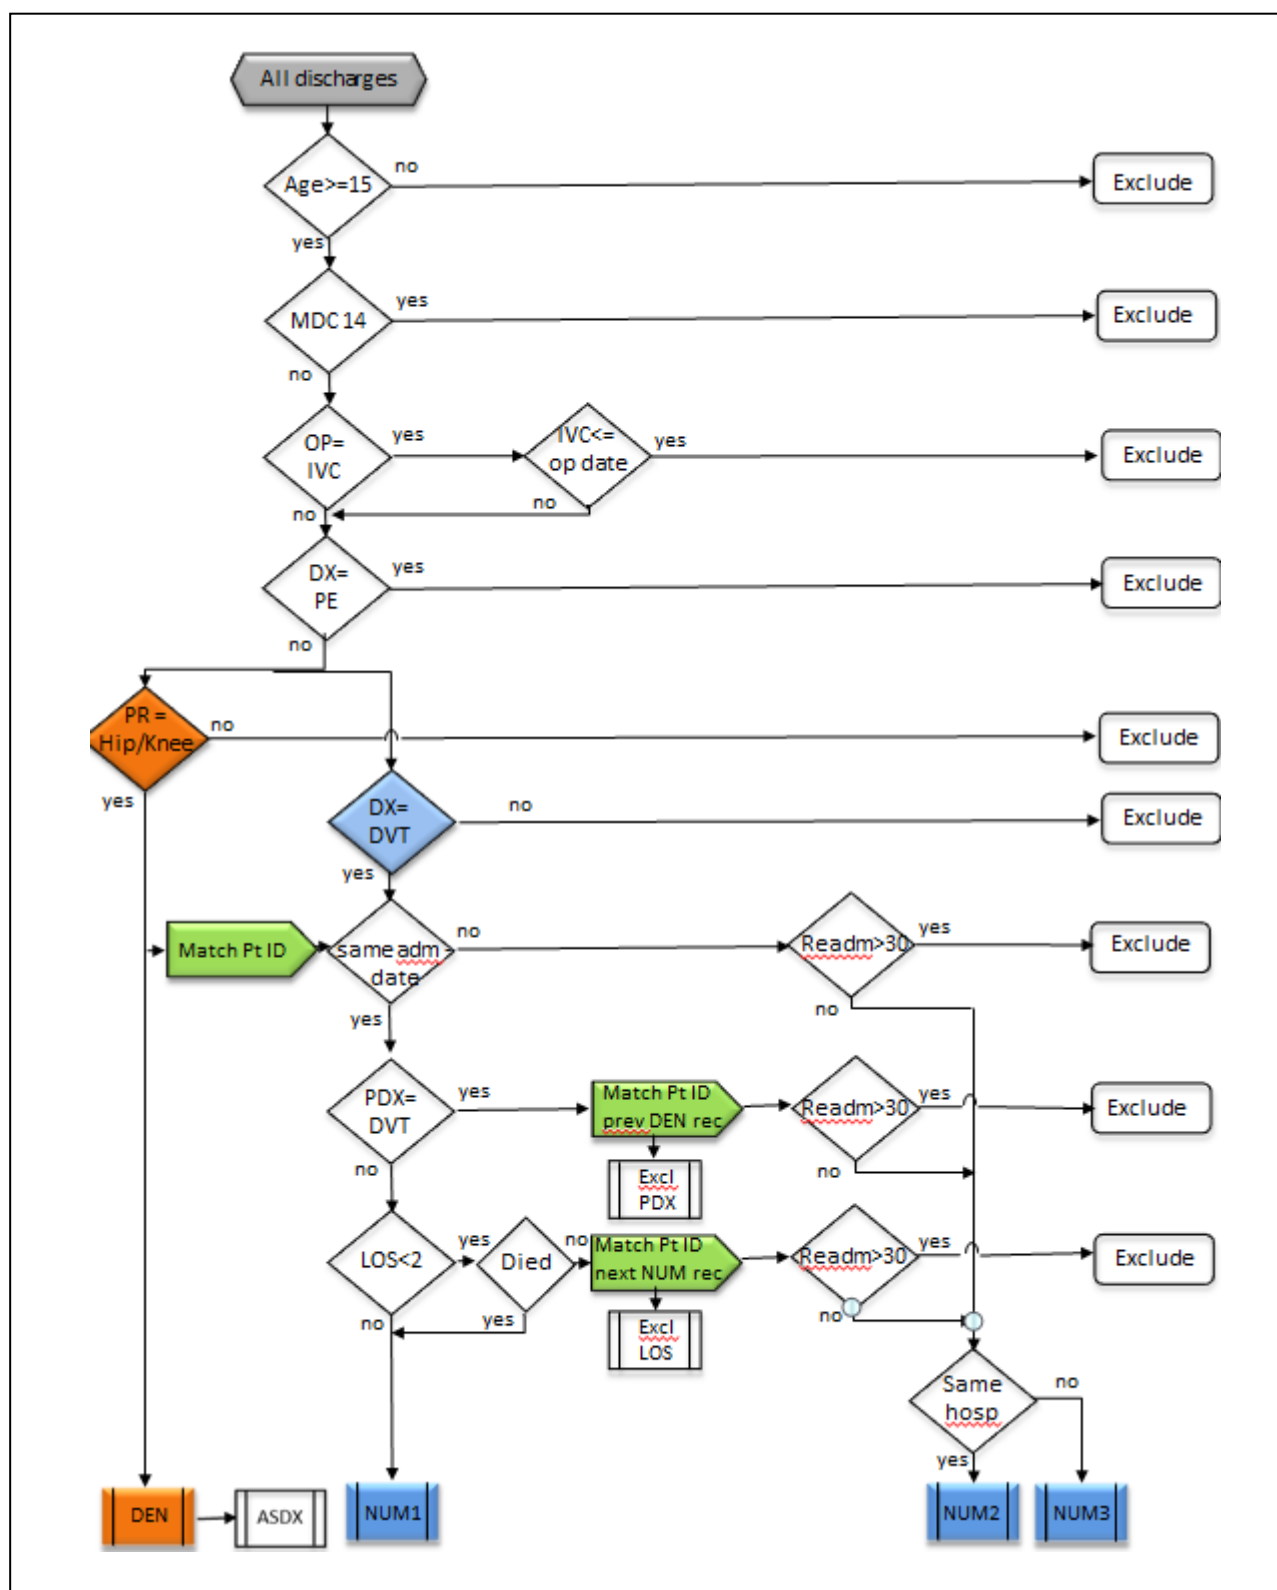 All discharges
no
Age>=15
Exclude
yes
yes
MDC 14
Exclude
no
yes
IVC<=
yes
OP=
IVC
op date
Exclude
no
no
DX=
PE
yes
Exclude
no
PR =
Hip/Knee
no
Exclude
yes
DX=
DVT
no
Exclude
yes
Match Pt ID
same adm
date
no
Readm>30
yes
Exclude
yes
no
PDX=
DVT
yes
Match Pt ID
prev DEN rec
Readm>30
yes
Exclude
no
Excl
PDX
no
LOS<2
yes
Died
no
Match Pt ID
next NUM rec
Readm>30
yes
Exclude
no
yes
Excl
LOS
no
Same
hosp
no
yes
DEN
ASDX
NUM1
NUM2
NUM3